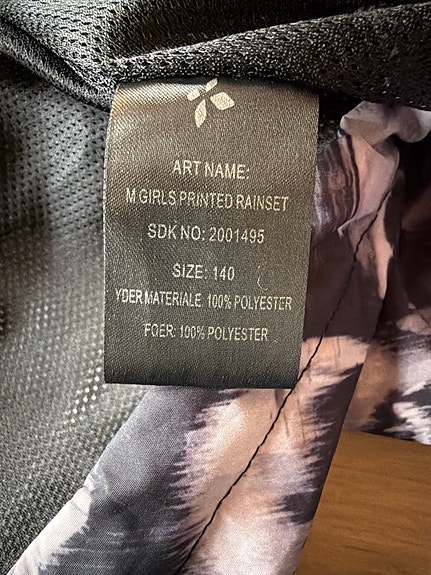 ART NAME:
M GIRLS PRINTED RAINSET
SDK NO: 2001495
SIZE: 140
YDER MATERIALE: 100% POLYESTER
FOER: 100% POLYESTER